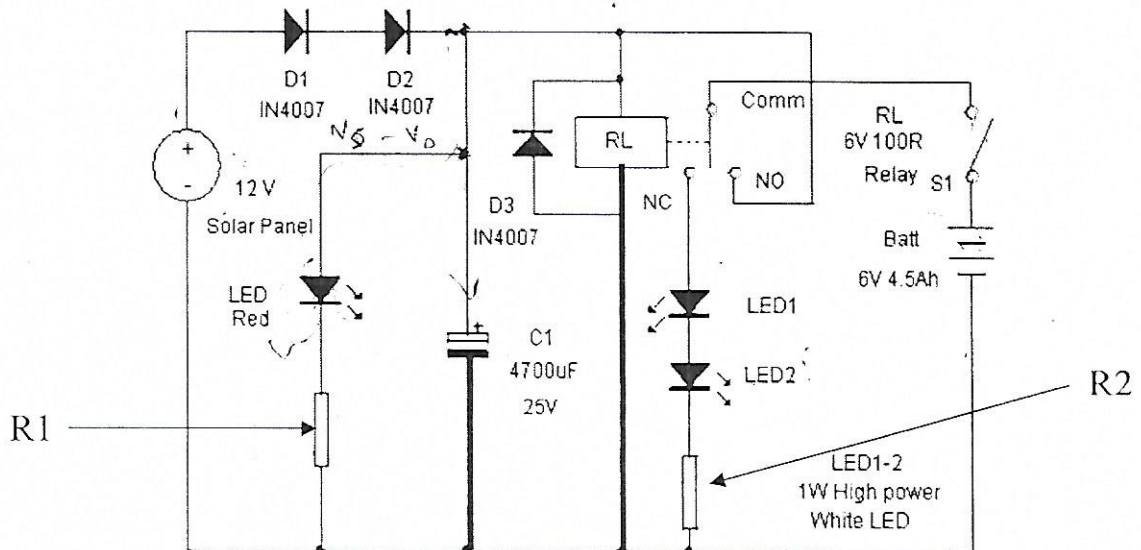 D1
IN4007
D2
IN4007
+
-
12 V
Solar Panel
LED
Red
R1
+
C1
4700uF
25V
D3
IN4007
RL
Comm
NC
NO
RL
6V 100R
Relay
S1
Batt
6V 4.5Ah
LED1
LED2
R2
LED1-2
1W High power
White LED